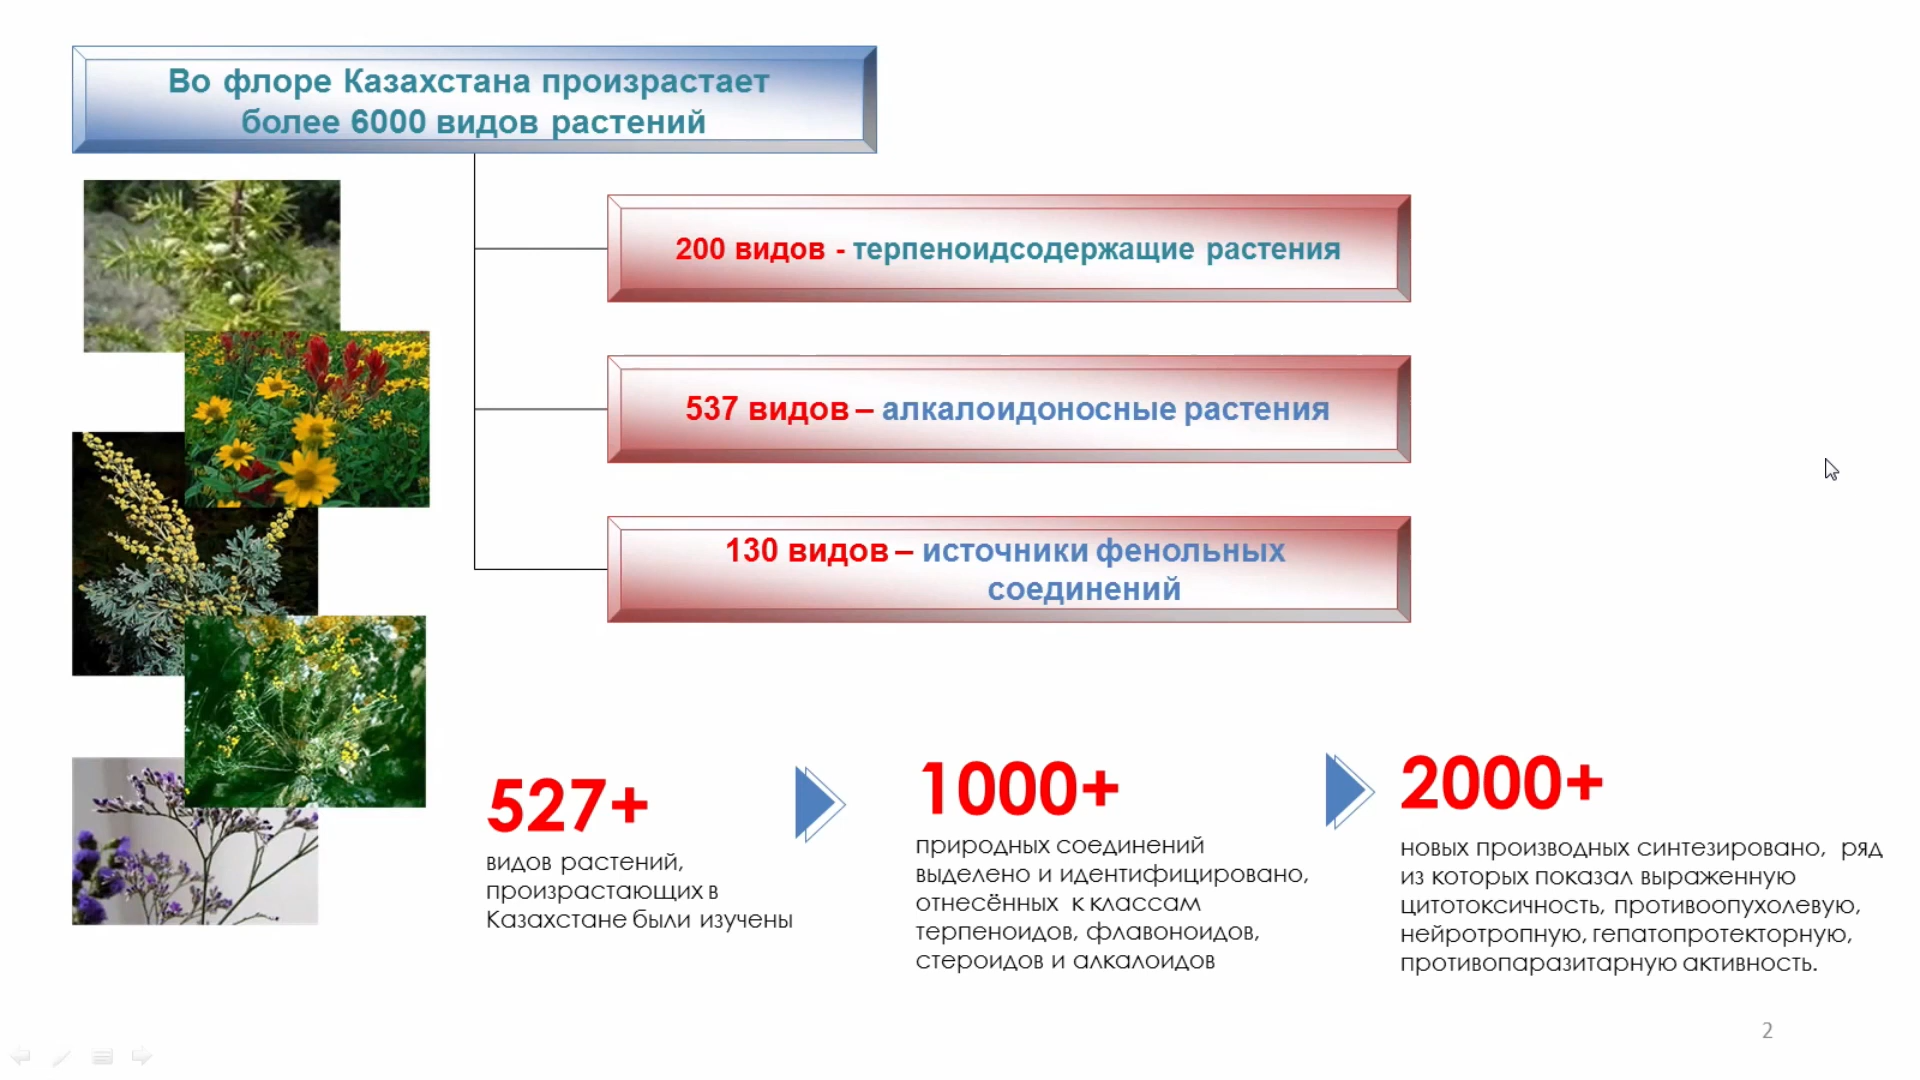 Во флоре Казахстана произрастает
более 6000 видов растений
200 видов - терпеноидсодержащие растения
537 видов – алкалоидоносные растения
130 видов – источники фенольных
соединений
527+
видов растений,
произрастающих в
Казахстане были изучены
1000+
природных соединений
выделено и идентифицировано,
отнесённых к классам
терпеноидов, флавоноидов,
стероидов и алкалоидов
2000+
новых производных синтезировано, ряд
из которых показал выраженную
цитотоксичность, противоопухолевую,
нейротропную, гепатопротекторную,
противопаразитарную активность.
2